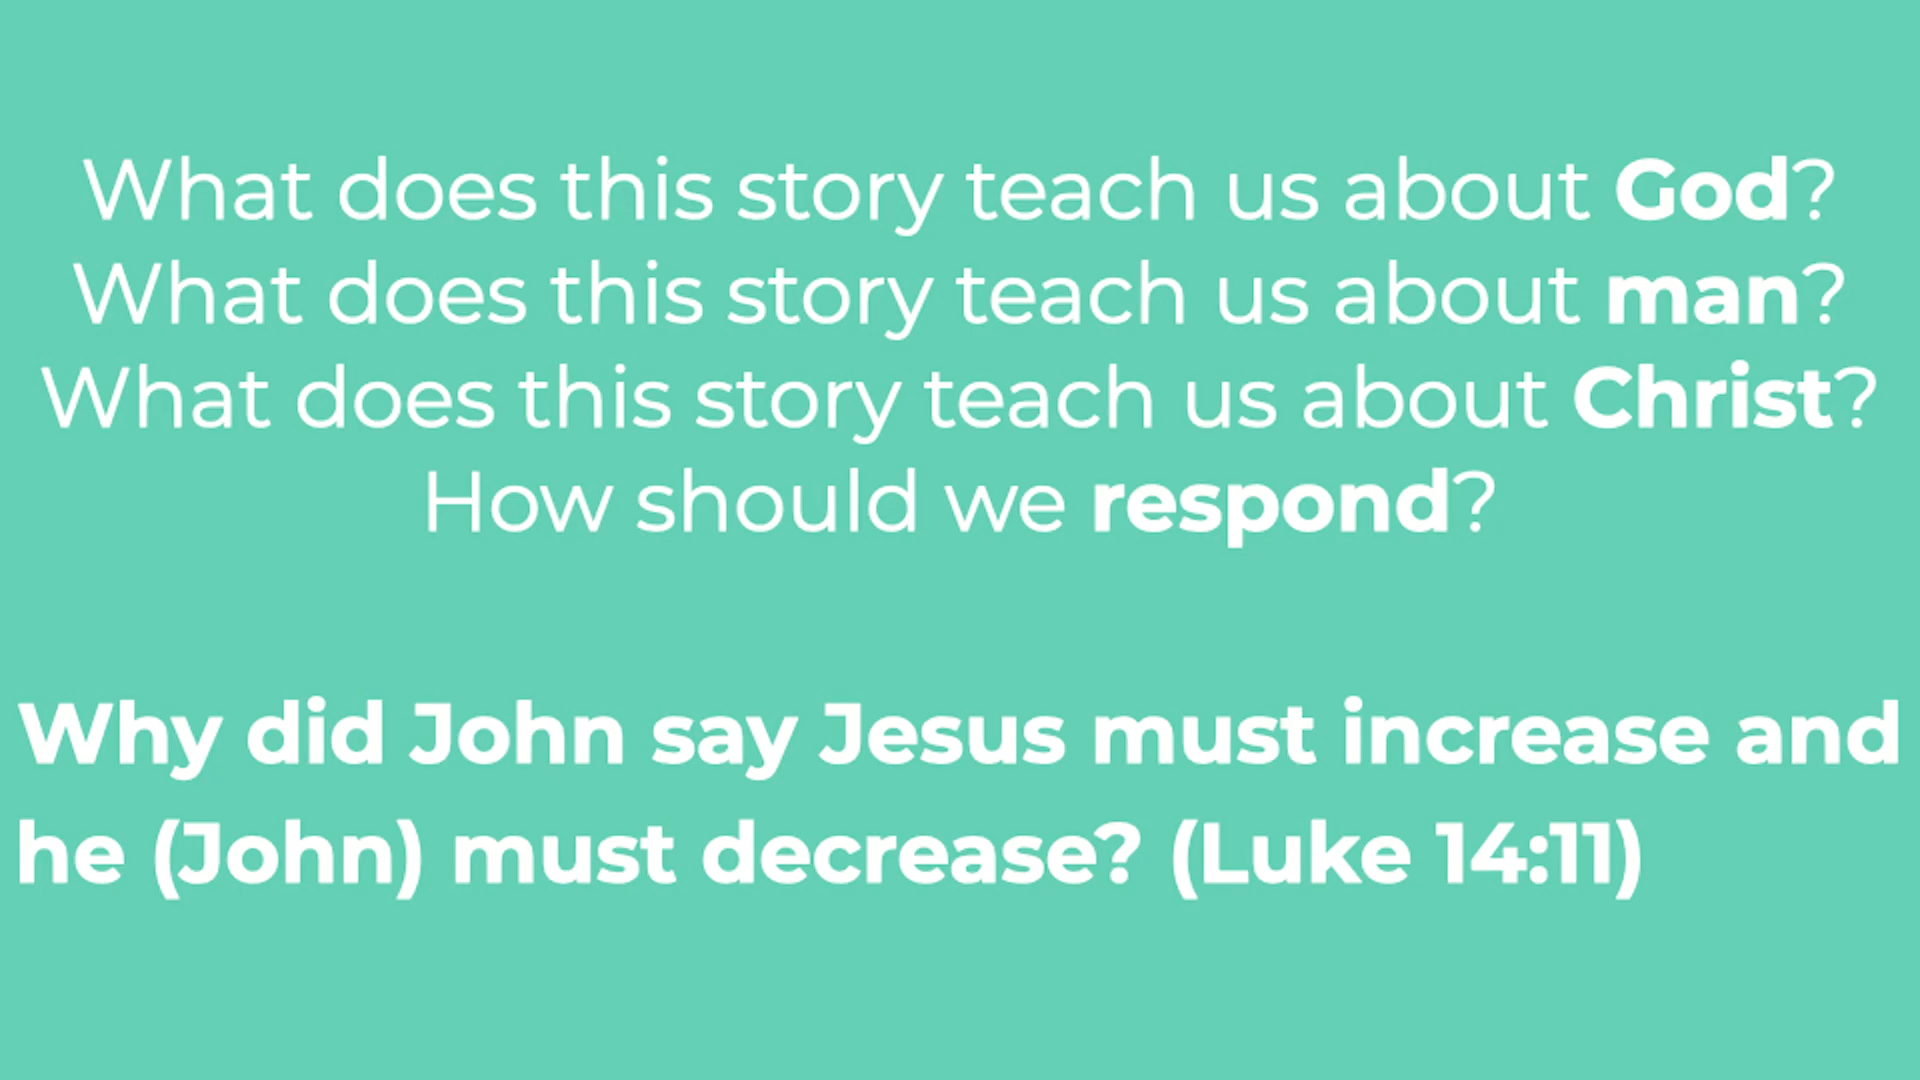 What does this story teach us about God?
What does this story teach us about man?
What does this story teach us about Christ?
How should we respond?
Why did John say Jesus must increase and
he (John) must decrease? (Luke 14:11)